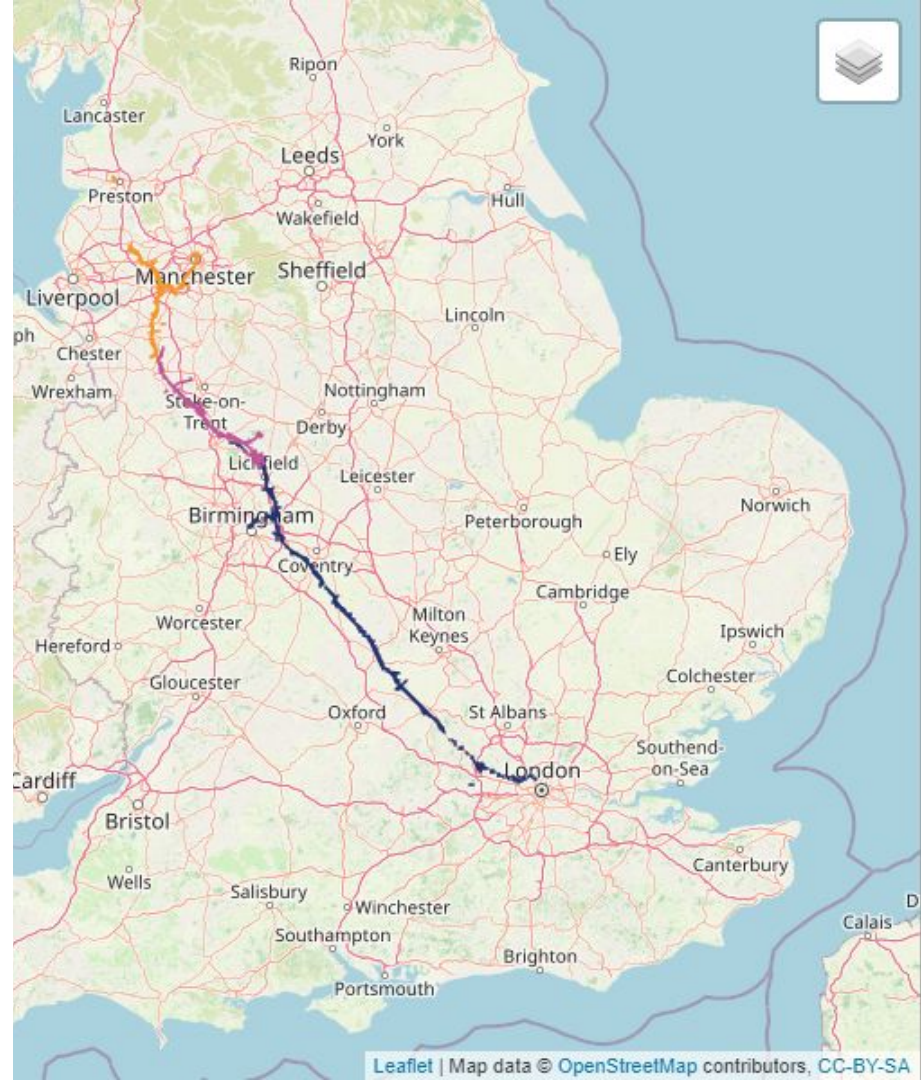 Ripon
Lancaster
York
Leeds
Preston
Hull
Wakefield
Manchester
Sheffield
Liverpool
Lincoln
ph
Chester
Wrexham
Nottingham
Stoke-on-
Trent
Derby
Lichfield
Leicester
Norwich
Birmingham
Peterborough
Ely
Coventry
Cambridge
Worcester
Milton
Keynes
Ipswich
Hereford
Colchester
Gloucester
Oxford
St Albans
Southend-
on-Sea
London
Cardiff
Bristol
Canterbury
Wells
Salisbury
Winchester
D
Calais
Southampton
Brighton
Portsmouth
Leaflet | Map data © OpenStreetMap contributors, CC-BY-SA